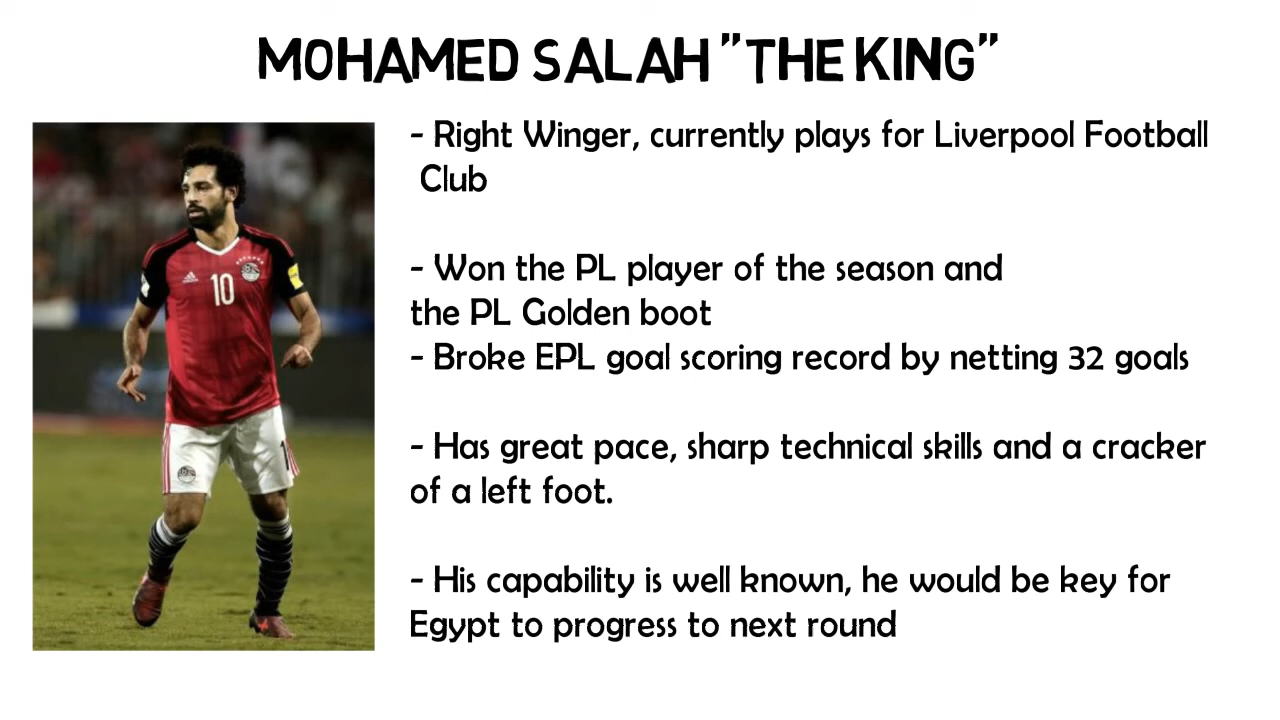 MOHAMED SALAH "THE KING"
- Right Winger, currently plays for Liverpool Football
Club
- Won the PL player of the season and
the PL Golden boot
- Broke EPL goal scoring record by netting 32 goals
- Has great pace, sharp technical skills and a cracker
of a left foot.
- His capability is well known, he would be key for
Egypt to progress to next round
10